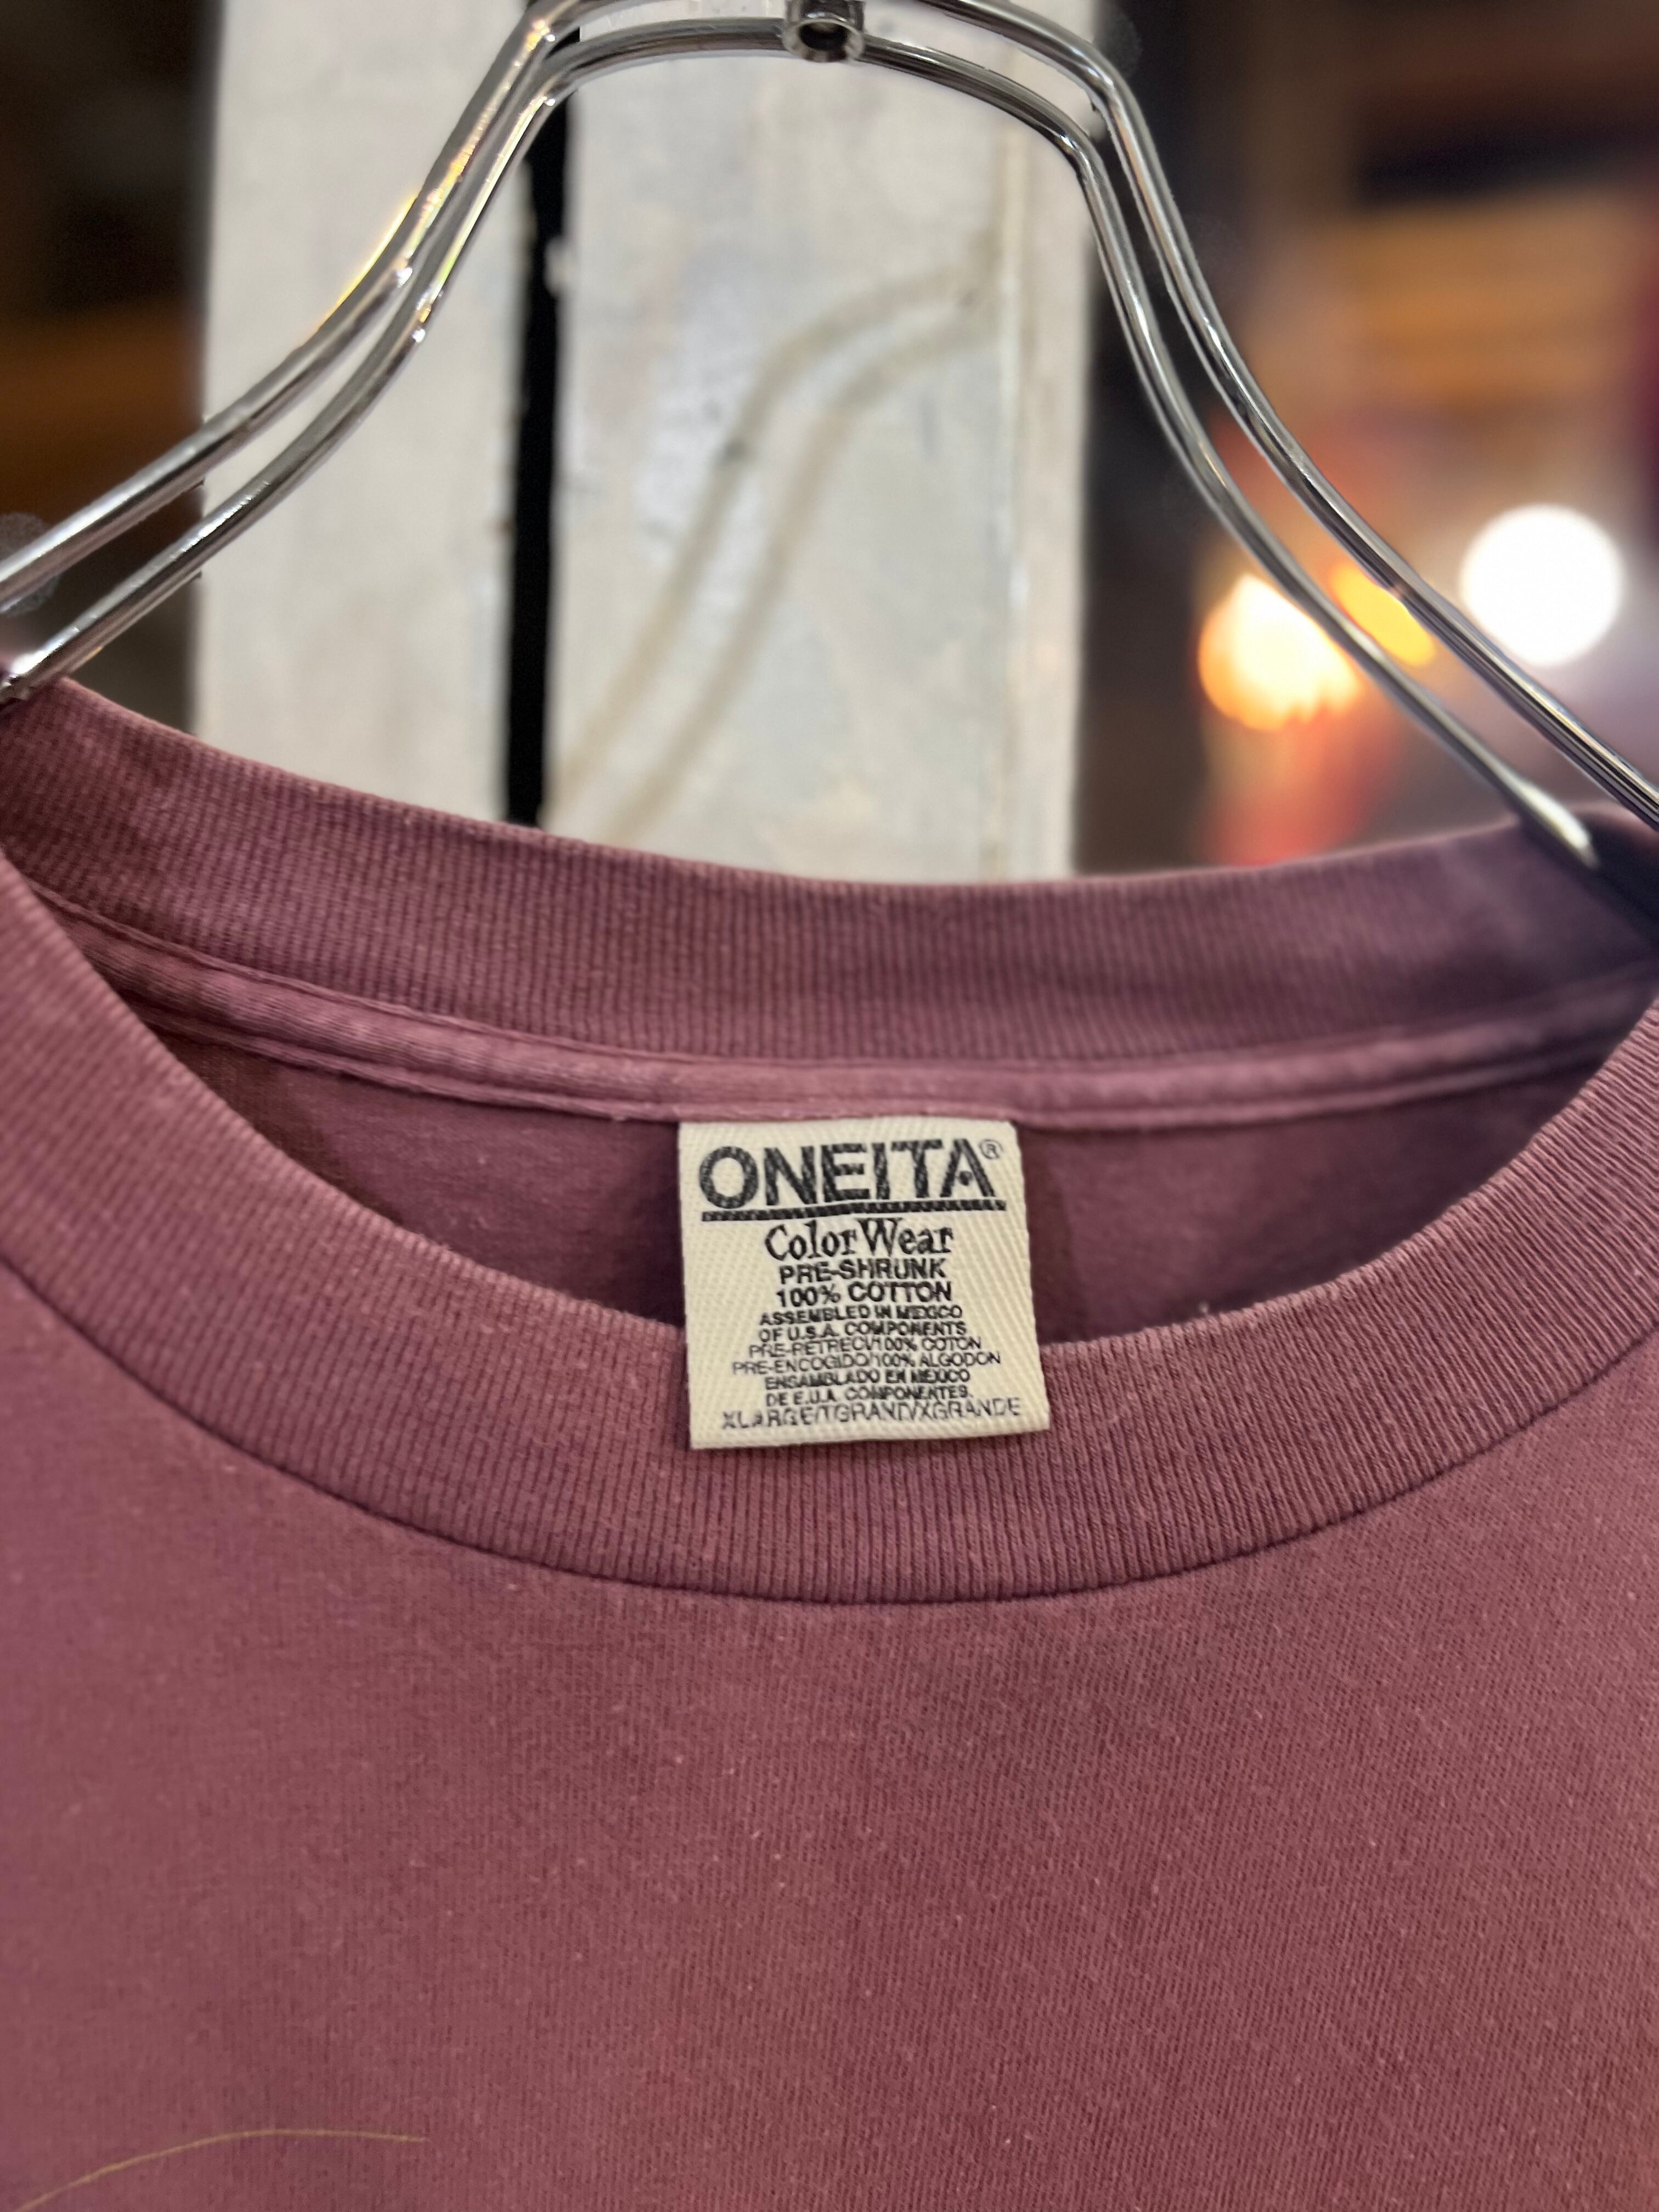 ONEITA®
Color Wear
PRE-SHRUNK
100% COTTON
ASSEMBLED IN MEXICO
OF U.S.A. COMPONENTS
PRE-RETRECI/100% COTON
PRE-ENCOGIDO/100% ALGODON
ENSAMBLADO EN MEXICO
DE E.U.A. COMPONENTES.
XLARGE/TGRAND/XGRANDE